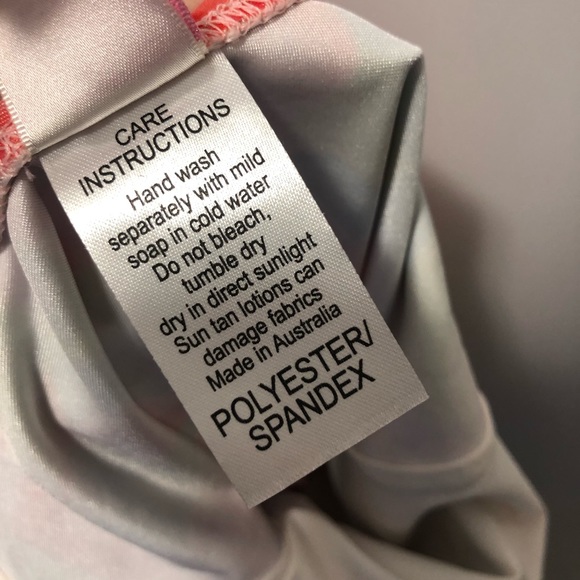 CARE
INSTRUCTIONS
Hand wash
separately with mild
soap in cold water
Do not bleach,
tumble dry
dry in direct sunlight
Sun tan lotions can
damage fabrics
Made in Australia
POLYESTER/
SPANDEX